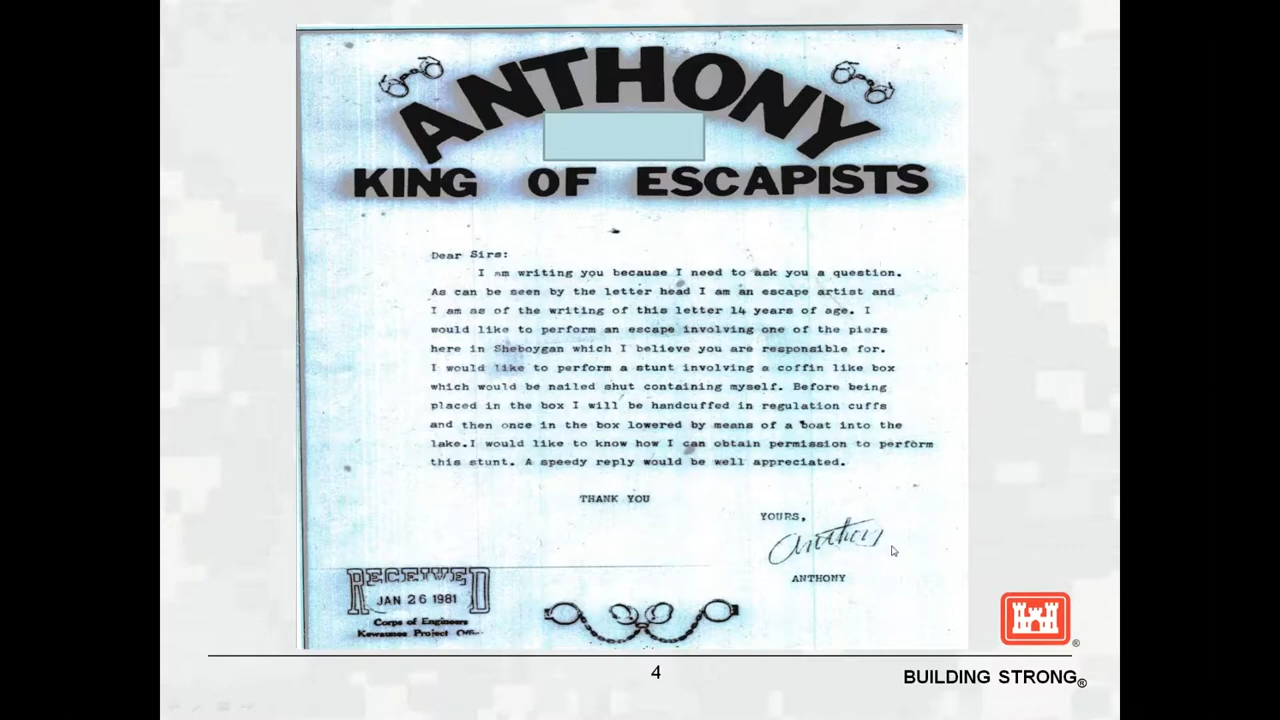 ANTHONY
KING OF ESCAPISTS
Dear Sirs:
I am writing you because I need to ask you a question.
As can be seen by the letter head I am an escape artist and
I am as of the writing of this letter 14 years of age. I
would like to perform an escape involving one of the piers
here in Sheboygan which I believe you are responsible for.
I would like to perform a stunt involving a coffin like box
which would be nailed shut containing myself. Before being
placed in the box I will be handcuffed in regulation cuffs
and then once in the box lowered by means of a boat into the
lake.I would like to know how I can obtain permission to perform
this stunt. A speedy reply would be well appreciated.
THANK YOU
YOURS,
Anthony
ANTHONY
RECEIVED
JAN 26 1981
Corps of Engineers
Kewaunee Project
4
BUILDING STRONG®